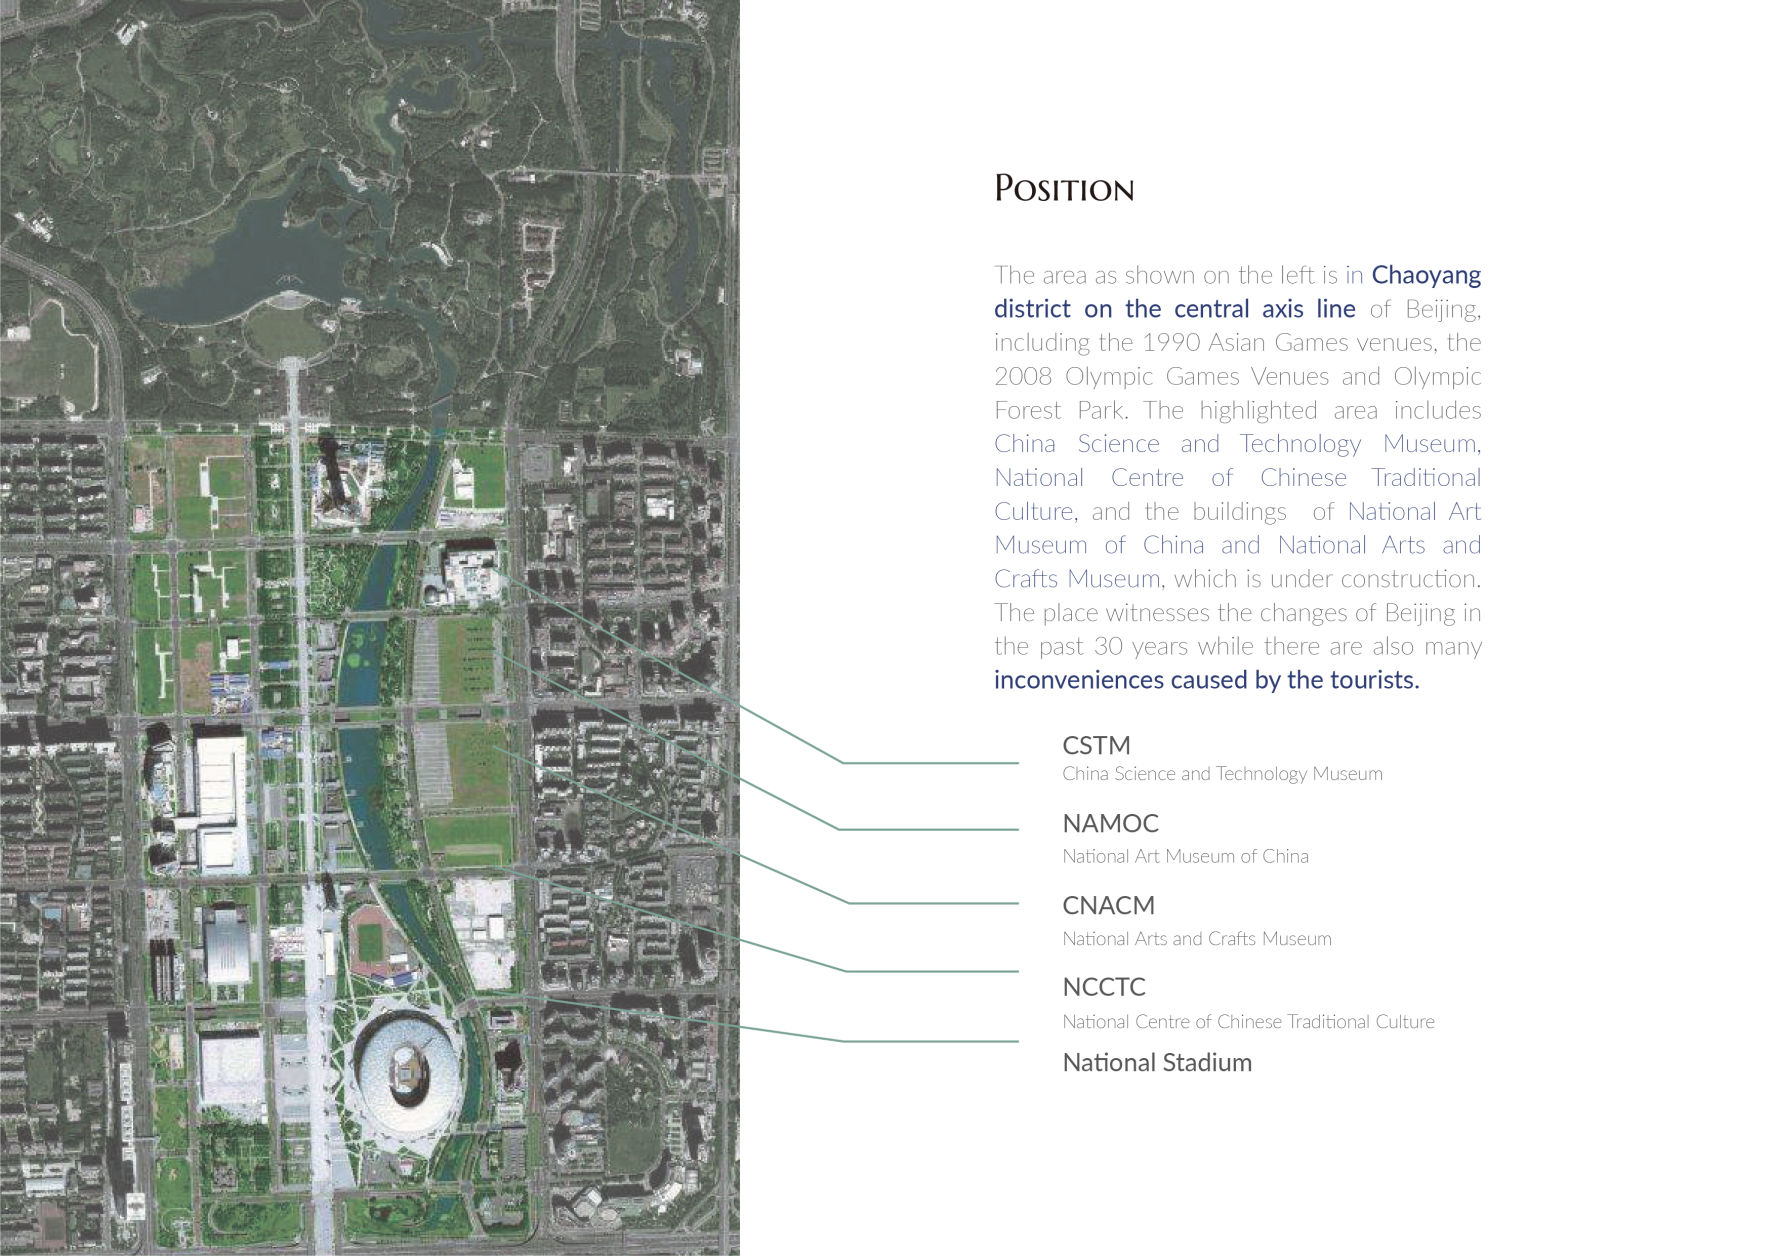 Position
The area as shown on the left is in Chaoyang
district on the central axis line of Beijing,
including the 1990 Asian Games venues, the
2008 Olympic Games Venues and Olympic
Forest Park. The highlighted area includes
China Science and Technology Museum,
National Centre of Chinese Traditional
Culture, and the buildings of National Art
Museum of China and National Arts and
Crafts Museum, which is under construction.
The place witnesses the changes of Beijing in
the past 30 years while there are also many
inconveniences caused by the tourists.
CSTM
China Science and Technology Museum
NAMOC
National Art Museum of China
CNACM
National Arts and Crafts Museum
NCCTC
National Centre of Chinese Traditional Culture
National Stadium